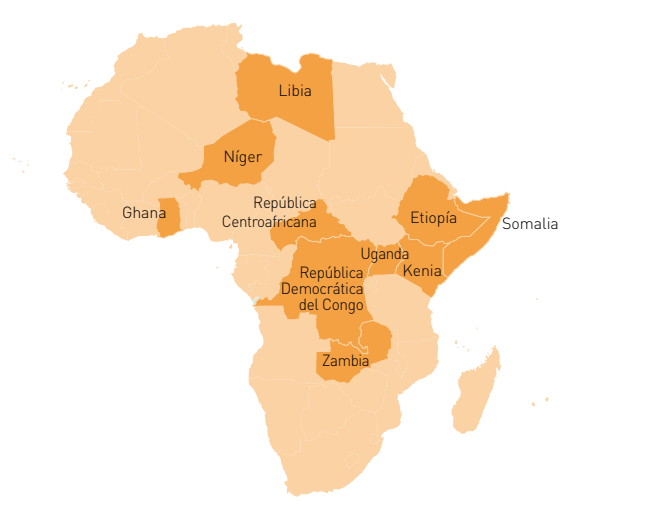 Libia
Níger
Ghana
República
Centroafricana
Etiopía
Somalia
Uganda
Kenia
República
Democrática
del Congo
Zambia